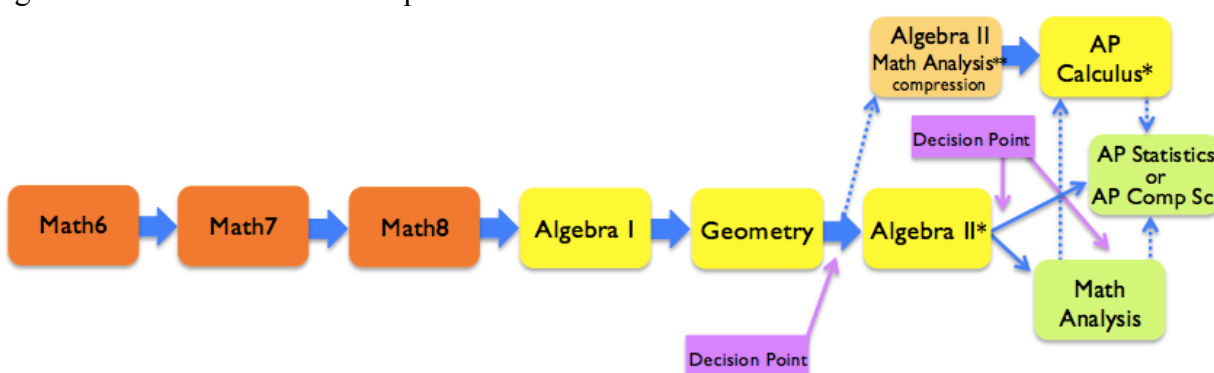 Algebra II
Math Analysis**
compression
AP
Calculus*
Decision Point
AP Statistics
or
AP Comp Sc
Math6
Math7
Math8
Algebra I
Geometry
Algebra II*
Math
Analysis
Decision Point